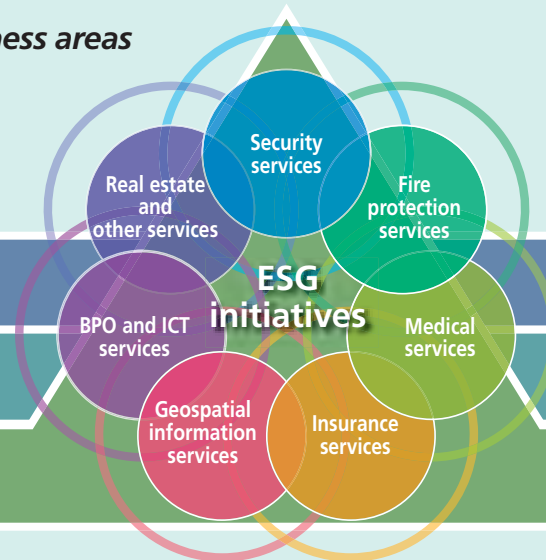 ness areas
Security
services
Real estate
and
other services
Fire
protection
services
ESG
initiatives
BPO and ICT
services
Medical
services
Geospatial
information
services
Insurance
services